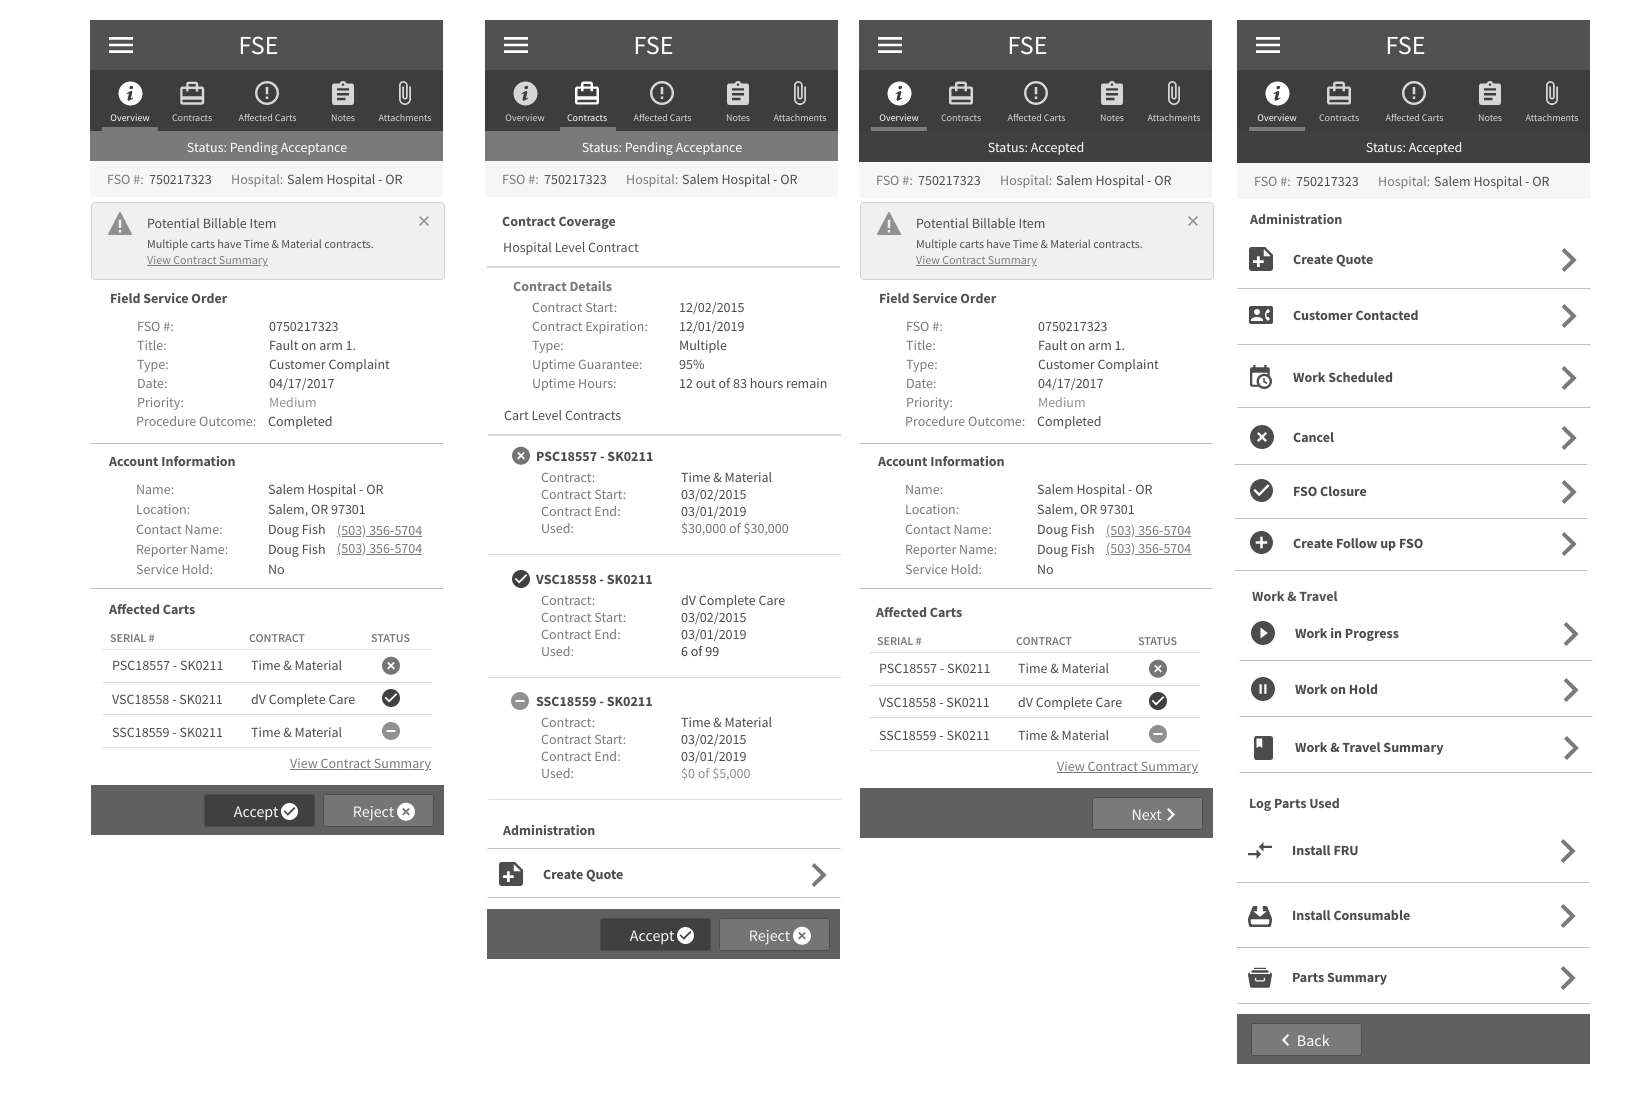 FSE
Overview Contracts Affected Carts Notes Attachments
Status: Pending Acceptance
FSO #: 750217323 Hospital: Salem Hospital - OR
Potential Billable Item
Multiple carts have Time & Material contracts.
View Contract Summary
Field Service Order
FSO #: 0750217323
Title: Fault on arm 1.
Type: Customer Complaint
Date: 04/17/2017
Priority: Medium
Procedure Outcome: Completed
Account Information
Name: Salem Hospital - OR
Location: Salem, OR 97301
Contact Name: Doug Fish (503) 356-5704
Reporter Name: Doug Fish (503) 356-5704
Service Hold: No
Affected Carts
SERIAL # CONTRACT STATUS
PSC18557 - SK0211 Time & Material
VSC18558 - SK0211 dV Complete Care
SSC18559 - SK0211 Time & Material
View Contract Summary
Accept Reject
FSE
Overview Contracts Affected Carts Notes Attachments
Status: Pending Acceptance
FSO #: 750217323 Hospital: Salem Hospital - OR
Contract Coverage
Hospital Level Contract
Contract Details
Contract Start: 12/02/2015
Contract Expiration: 12/01/2019
Type: Multiple
Uptime Guarantee: 95%
Uptime Hours: 12 out of 83 hours remain
Cart Level Contracts
PSC18557 - SK0211
Contract: Time & Material
Contract Start: 03/02/2015
Contract End: 03/01/2019
Used: $30,000 of $30,000
VSC18558 - SK0211
Contract: dV Complete Care
Contract Start: 03/02/2015
Contract End: 03/01/2019
Used: 6 of 99
SSC18559 - SK0211
Contract: Time & Material
Contract Start: 03/02/2015
Contract End: 03/01/2019
Used: $0 of $5,000
Administration
Create Quote
Accept Reject
FSE
Overview Contracts Affected Carts Notes Attachments
Status: Accepted
FSO #: 750217323 Hospital: Salem Hospital - OR
Potential Billable Item
Multiple carts have Time & Material contracts.
View Contract Summary
Field Service Order
FSO #: 0750217323
Title: Fault on arm 1.
Type: Customer Complaint
Date: 04/17/2017
Priority: Medium
Procedure Outcome: Completed
Account Information
Name: Salem Hospital - OR
Location: Salem, OR 97301
Contact Name: Doug Fish (503) 356-5704
Reporter Name: Doug Fish (503) 356-5704
Service Hold: No
Affected Carts
SERIAL # CONTRACT STATUS
PSC18557 - SK0211 Time & Material
VSC18558 - SK0211 dV Complete Care
SSC18559 - SK0211 Time & Material
View Contract Summary
Next
FSE
Overview Contracts Affected Carts Notes Attachments
Status: Accepted
FSO #: 750217323 Hospital: Salem Hospital - OR
Administration
Create Quote
Customer Contacted
Work Scheduled
Cancel
FSO Closure
Create Follow up FSO
Work & Travel
Work in Progress
Work on Hold
Work & Travel Summary
Log Parts Used
Install FRU
Install Consumable
Parts Summary
Back